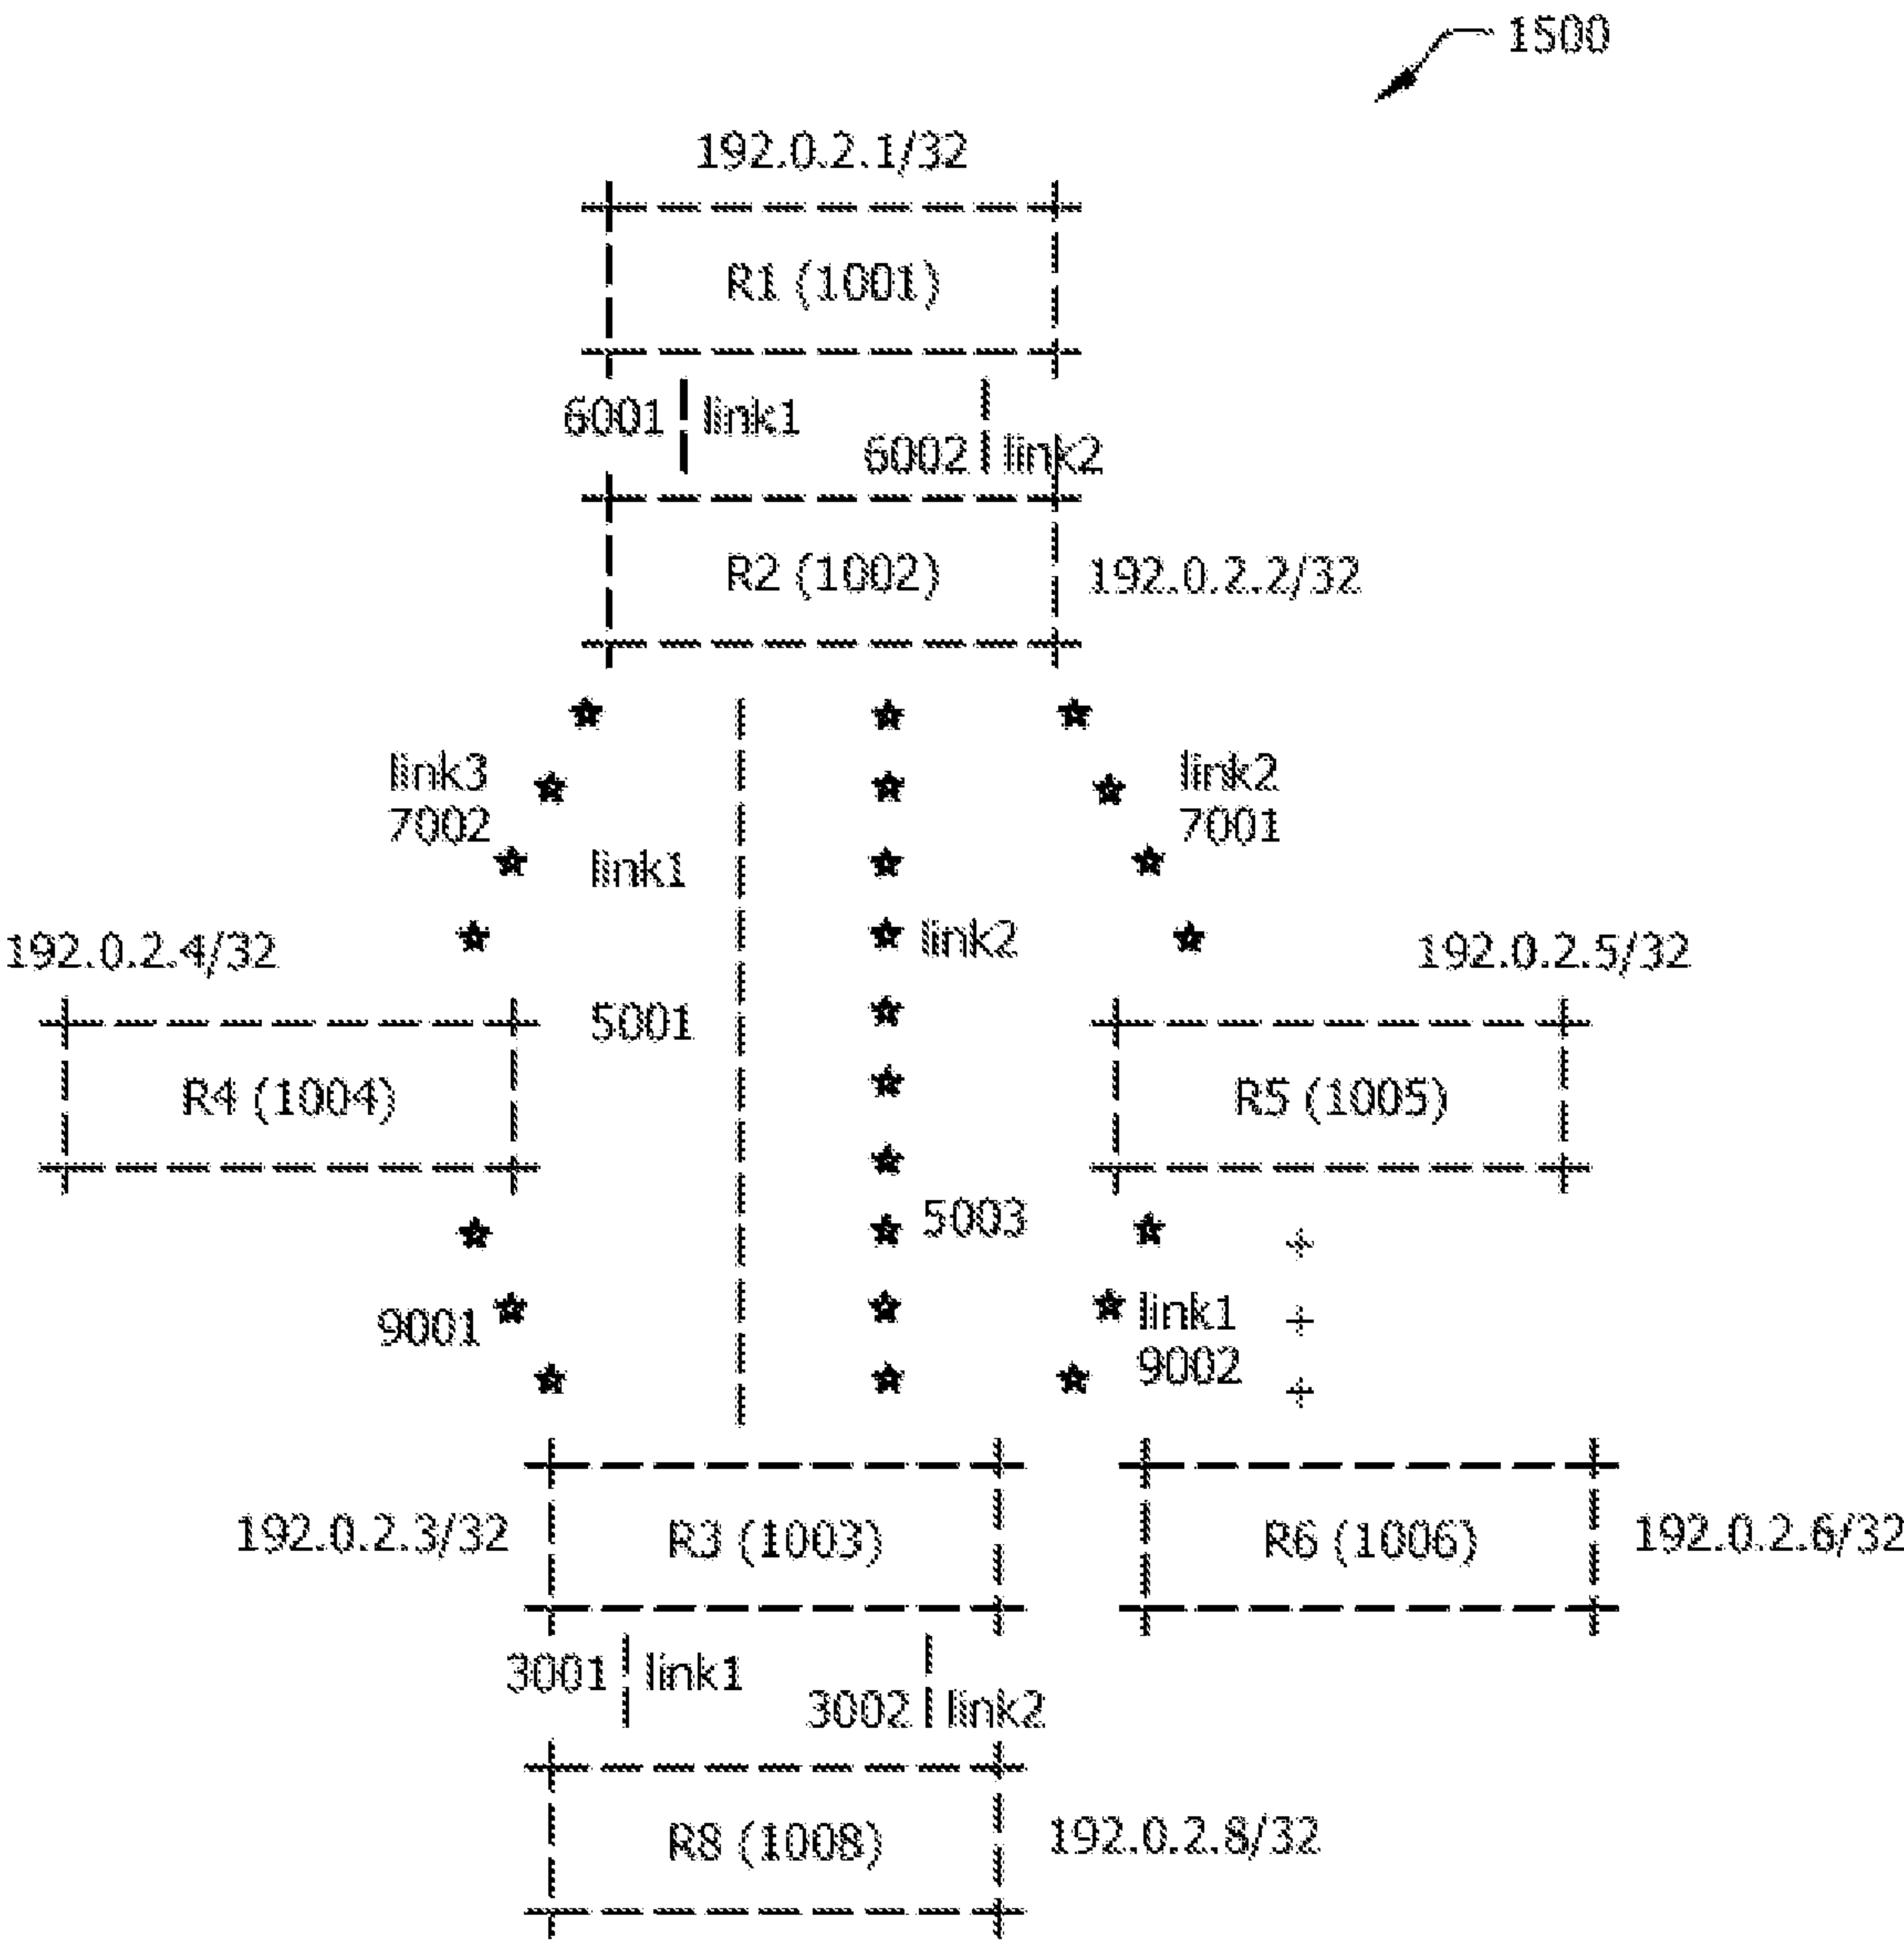 1500
192.0.2.1/32
R1 (1001)
6001 link1
6002 link2
R2 (1002) 192.0.2.2/32
link3
7002
link2
7001
link1
link2
192.0.2.4/32
192.0.2.5/32
5001
R4 (1004)
R5 (1005)
5003
9001
link1
9002
192.0.2.3/32 R3 (1003)
R6 (1006) 192.0.2.6/32
3001 link1
3002 link2
R8 (1008) 192.0.2.8/32